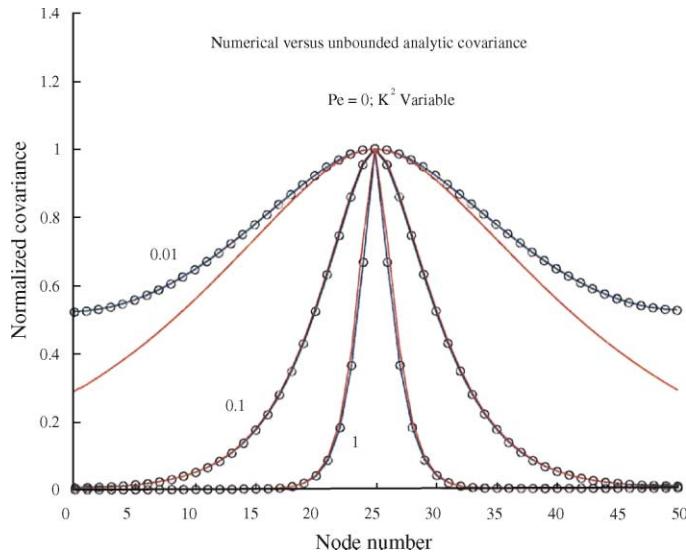 1.4
Numerical versus unbounded analytic covariance
1.2
Pe = 0; K² Variable
1
0.8
0.01
0.6
0.4
0.1
0.2
1
0
0 5 10 15 20 25 30 35 40 45 50
Normalized covariance
Node number